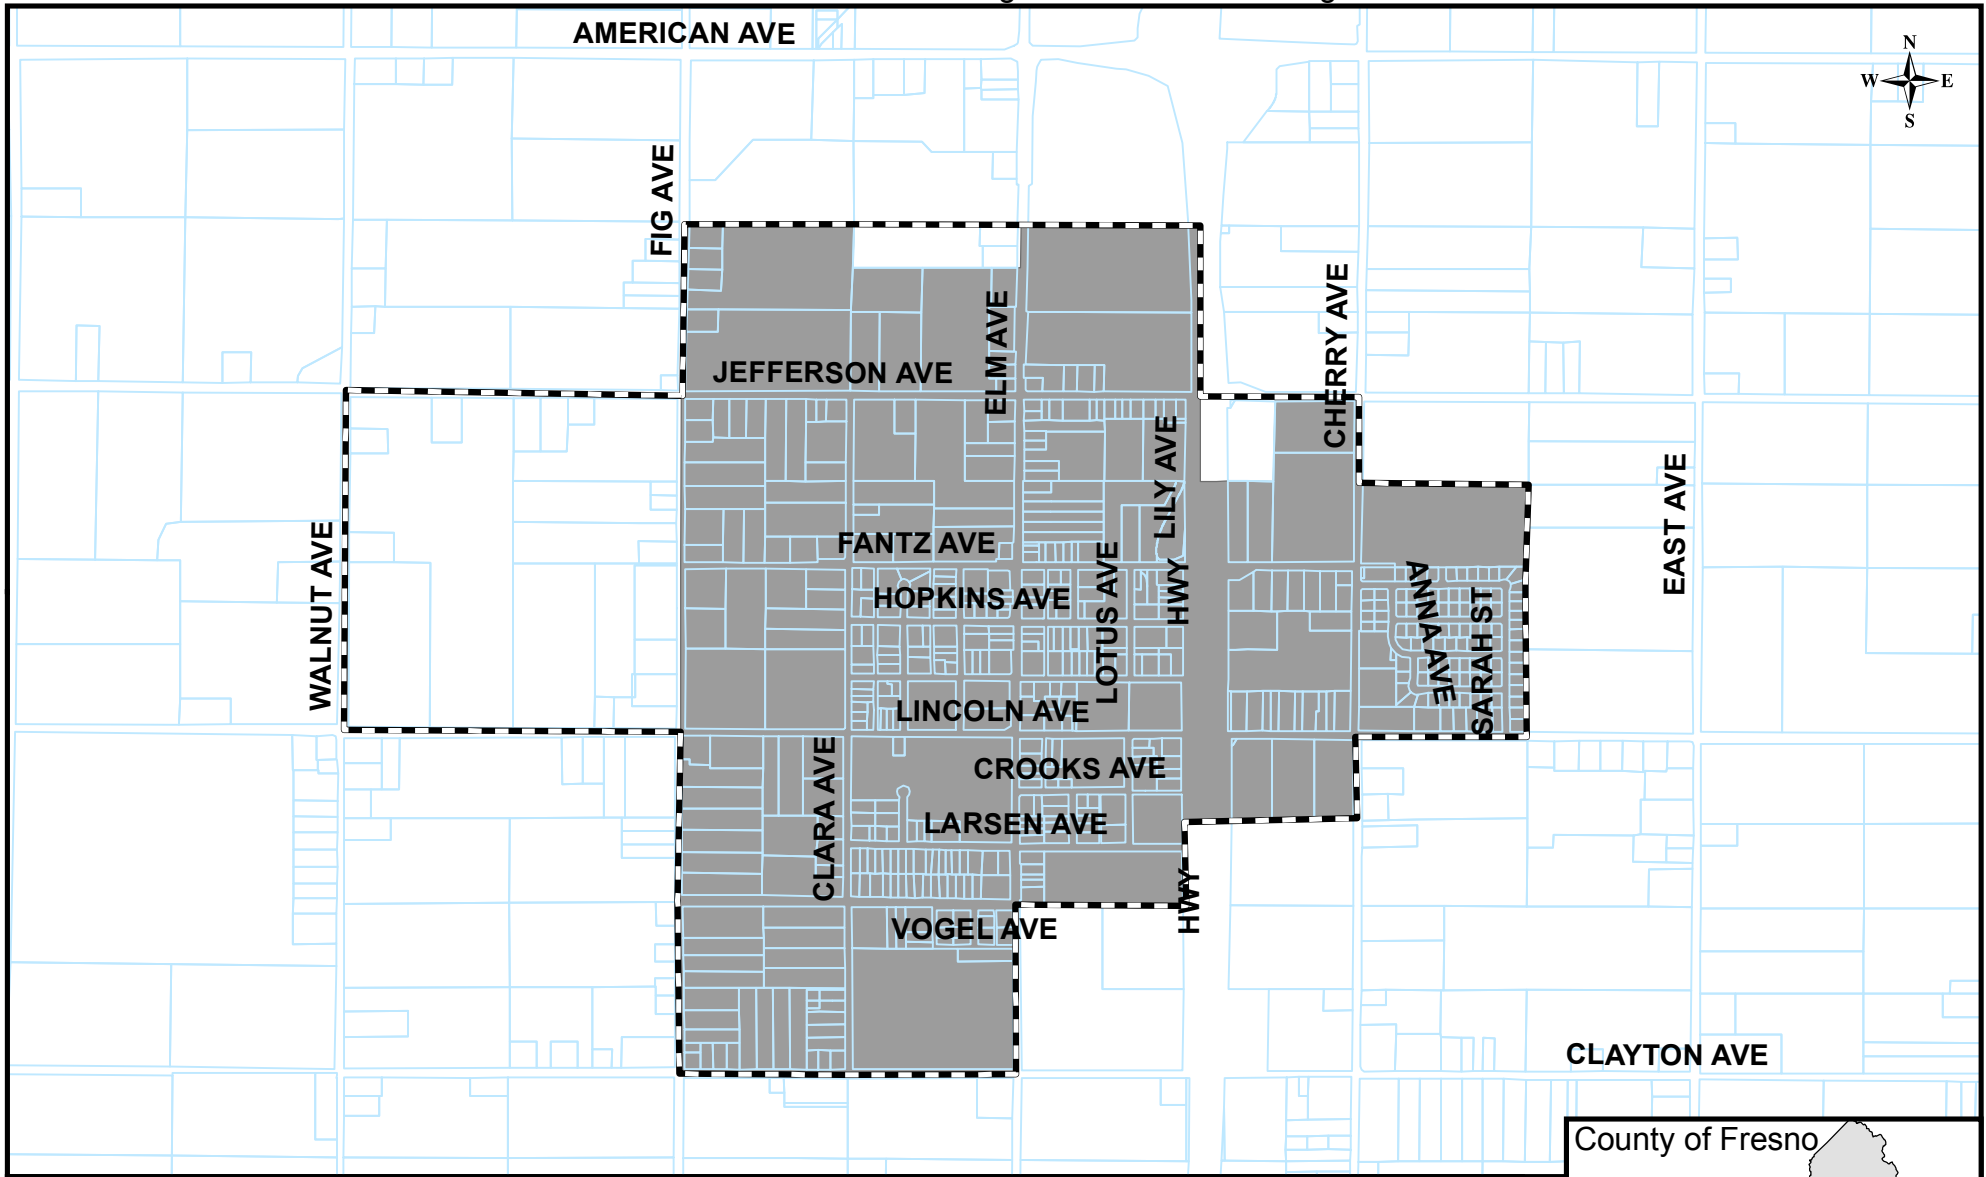 AMERICAN AVE
N
W E
S
FIG AVE
CHERRY AVE
ELM AVE
JEFFERSON AVE
LILY AVE
EAST AVE
WALNUT AVE
FANTZ AVE
LOTUS AVE
HWY
ANNA AVE
SARAH ST
HOPKINS AVE
LINCOLN AVE
CLARA AVE
CROOKS AVE
LARSEN AVE
HWY
VOGEL AVE
CLAYTON AVE
County of Fresno